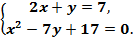 2x + y = 7,
x² − 7y + 17 = 0.